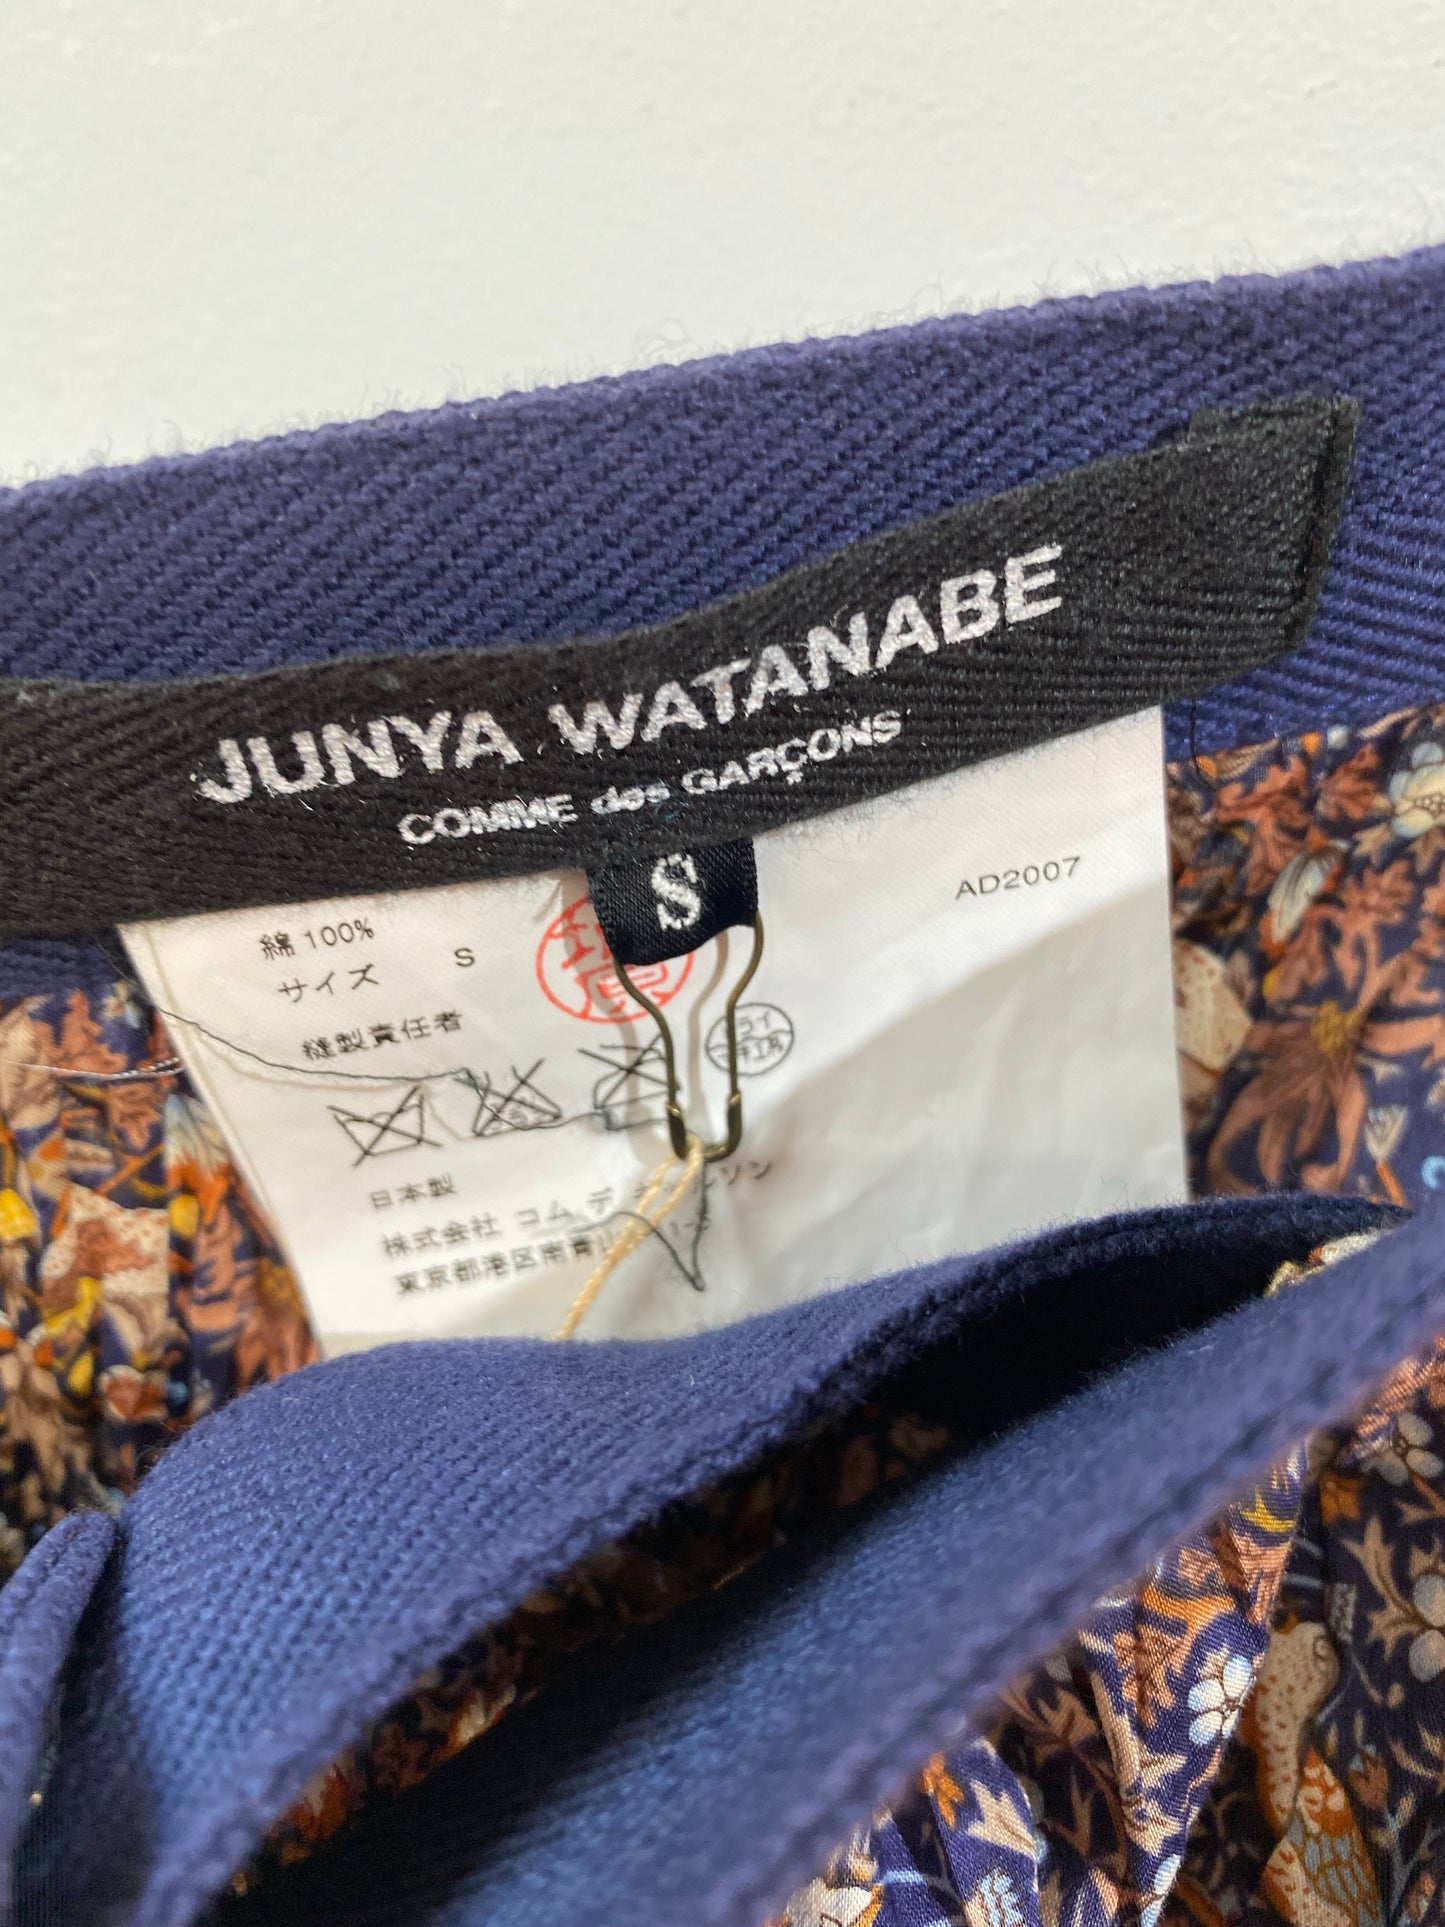 JUNYA WATANABE
COMME des GARÇONS
S
AD2007
綿 100%
サイズ S
縫製責任者
日本製
株式会社 コム デ
東京都港区南青山